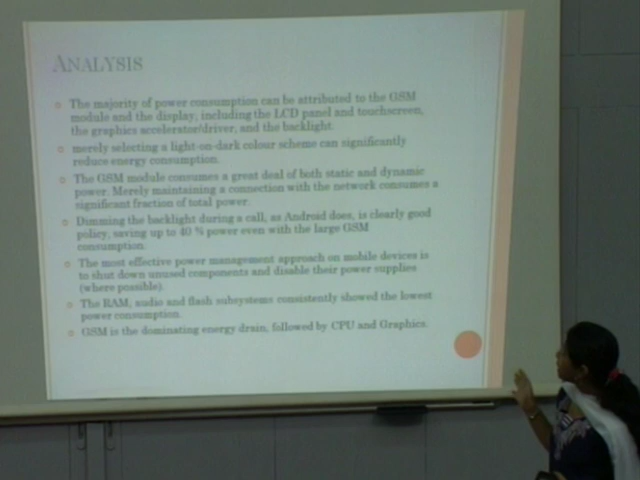 ANALYSIS
The majority of power consumption can be attributed to the GSM
module and the display, including the LCD panel and touchscreen,
the graphics accelerator/driver, and the backlight.
merely selecting a light-on-dark colour scheme can significantly
reduce energy consumption.
The GSM module consumes a great deal of both static and dynamic
power. Merely maintaining a connection with the network consumes a
significant fraction of total power.
Dimming the backlight during a call, as Android does, is clearly good
policy, saving up to 40 % power even with the large GSM
consumption.
The most effective power management approach on mobile devices is
to shut down unused components and disable their power supplies
(where possible).
The RAM, audio and flash subsystems consistently showed the lowest
power consumption.
GSM is the dominating energy drain, followed by CPU and Graphics.